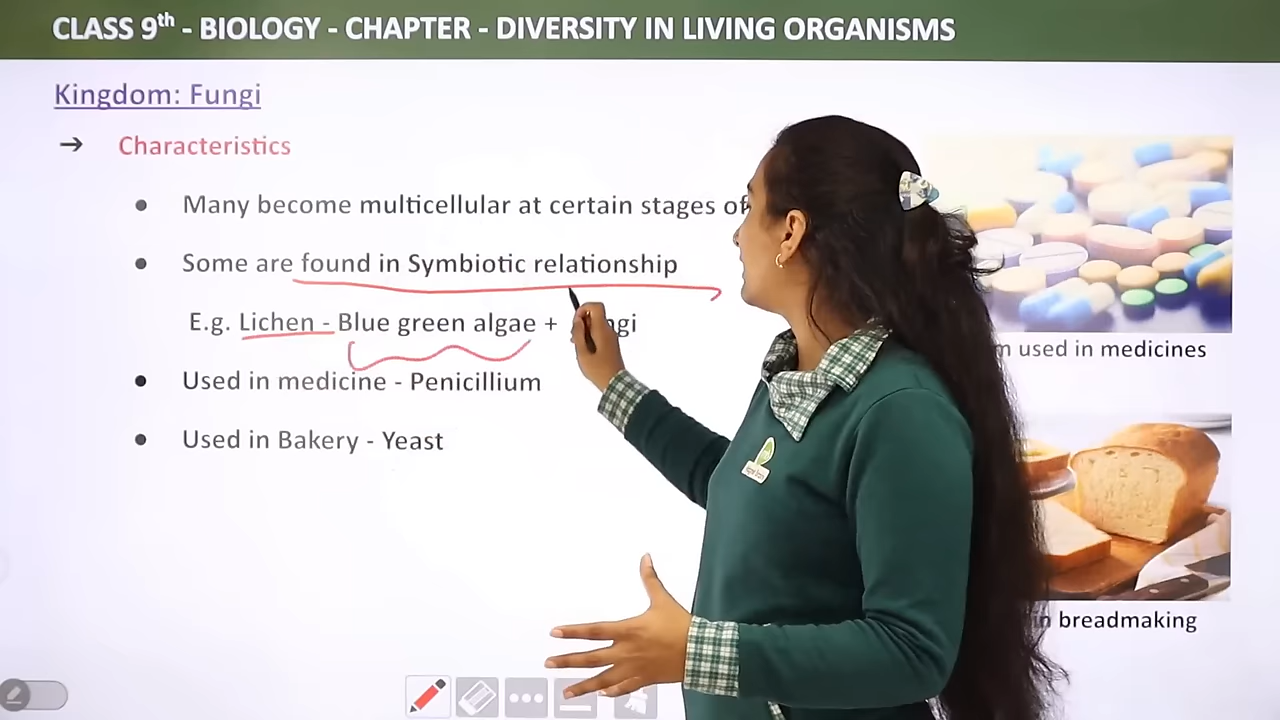 CLASS 9th - BIOLOGY - CHAPTER - DIVERSITY IN LIVING ORGANISMS
Kingdom: Fungi
➔ Characteristics
● Many become multicellular at certain stages of
● Some are found in Symbiotic relationship
E.g. Lichen - Blue green algae +
● Used in medicine - Penicillium
● Used in Bakery - Yeast
used in medicines
in breadmaking